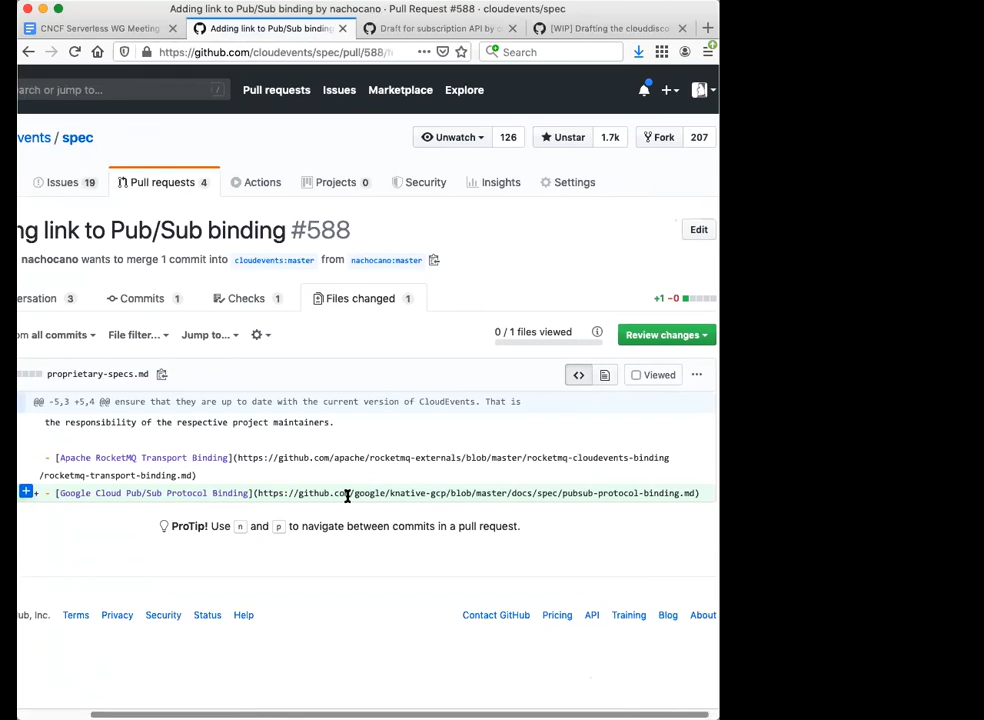 Adding link to Pub/Sub binding by nachocano · Pull Request #588 · cloudevents/spec
CNCF Serverless WG Meeting
Adding link to Pub/Sub binding
Draft for subscription API by c
[WIP] Drafting the clouddisco
https://github.com/cloudevents/spec/pull/588/
Search
arch or jump to...
/
Pull requests
Issues
Marketplace
Explore
vents / spec
Unwatch
126
Unstar
1.7k
Fork
207
Issues 19
Pull requests 4
Actions
Projects 0
Security
Insights
Settings
ng link to Pub/Sub binding #588
Edit
nachocano wants to merge 1 commit into cloudevents:master from nachocano:master
ersation 3
Commits 1
Checks 1
Files changed 1
+1 −0
om all commits
File filter...
Jump to...
0 / 1 files viewed
Review changes
proprietary-specs.md
<>
Viewed
...
@@ -5,3 +5,4 @@ ensure that they are up to date with the current version of CloudEvents. That is
the responsibility of the respective project maintainers.
- [Apache RocketMQ Transport Binding](https://github.com/apache/rocketmq-externals/blob/master/rocketmq-cloudevents-binding
/rocketmq-transport-binding.md)
+ - [Google Cloud Pub/Sub Protocol Binding](https://github.com/google/knative-gcp/blob/master/docs/spec/pubsub-protocol-binding.md)
ProTip! Use n and p to navigate between commits in a pull request.
ub, Inc.
Terms
Privacy
Security
Status
Help
Contact GitHub
Pricing
API
Training
Blog
About